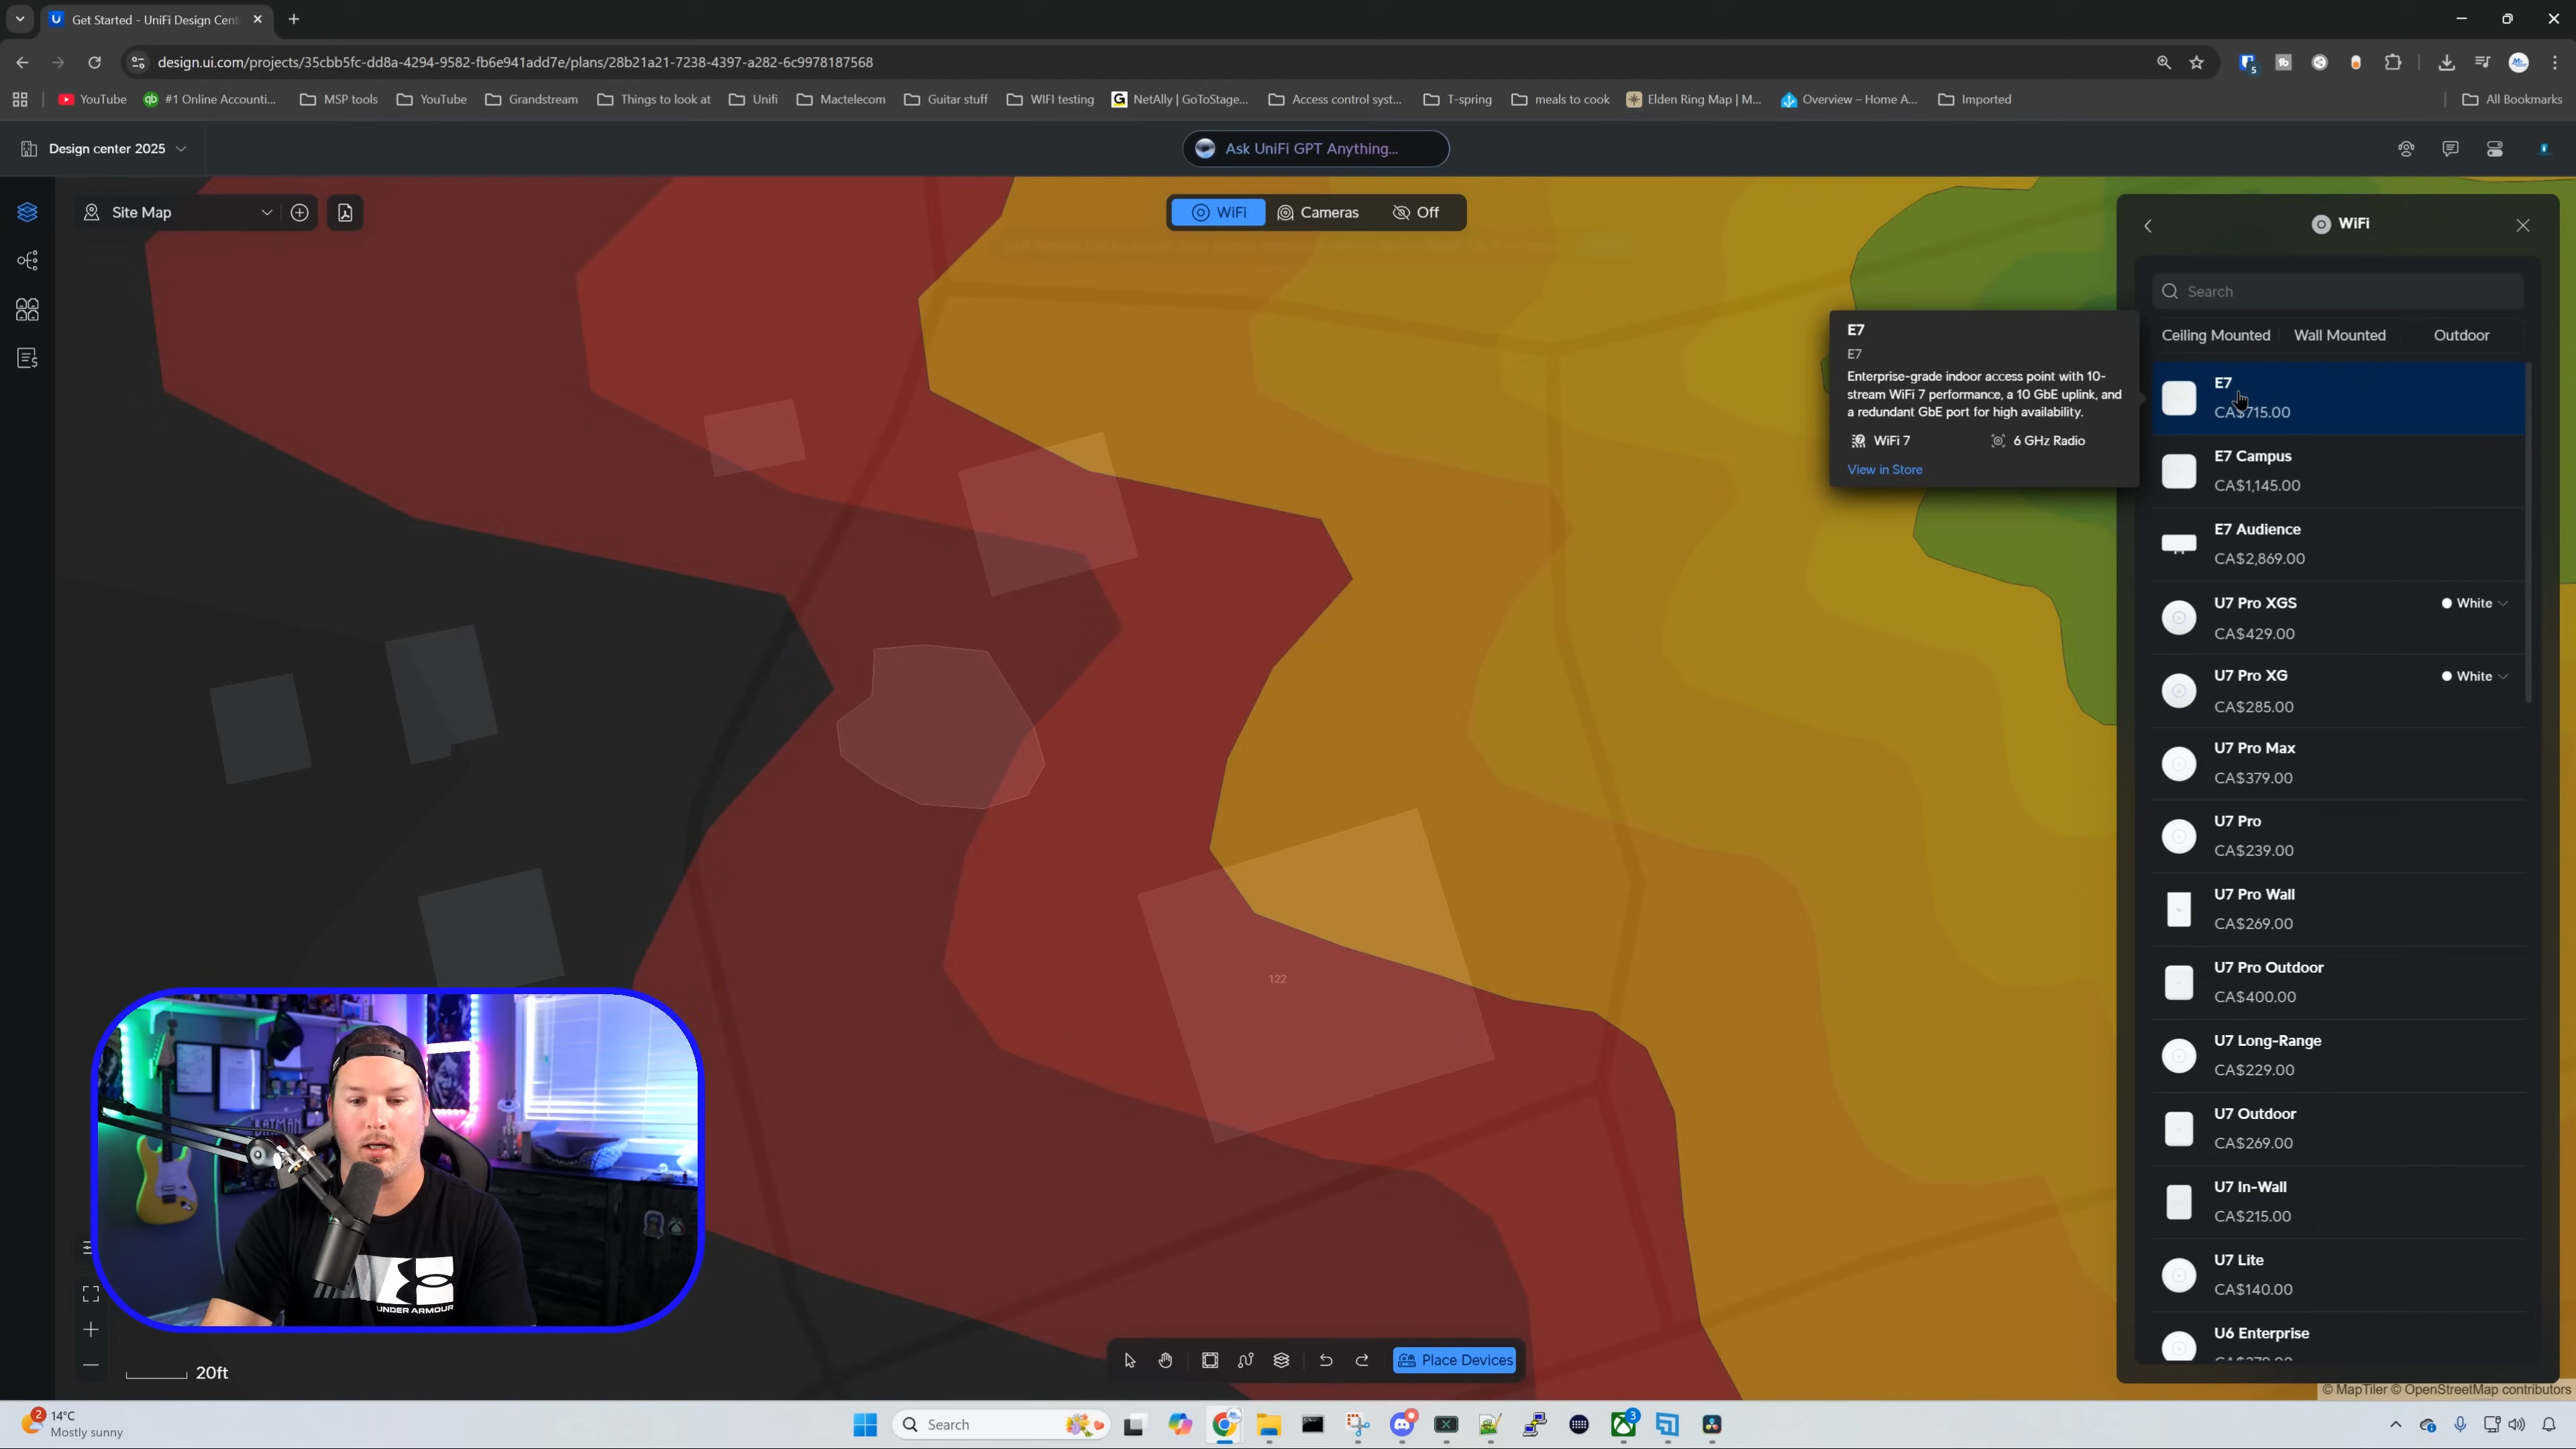 Get Started - UniFi Design Cent
design.ui.com/projects/35cbb5fc-dd8a-4294-9582-fb6e941add7e/plans/28b21a21-7238-4397-a282-6c9978187568
YouTube
#1 Online Accounti...
MSP tools
YouTube
Grandstream
Things to look at
Unifi
Mactelecom
Guitar stuff
WIFI testing
NetAlly | GoToStage...
Access control syst...
T-spring
meals to cook
Elden Ring Map | M...
Overview – Home A...
Imported
All Bookmarks
Design center 2025
Ask UniFi GPT Anything...
Site Map
WiFi
Cameras
Off
WiFi
Search
Ceiling Mounted
Wall Mounted
Outdoor
E7
E7
Enterprise-grade indoor access point with 10-
stream WiFi 7 performance, a 10 GbE uplink, and
a redundant GbE port for high availability.
WiFi 7
6 GHz Radio
View in Store
E7
CA$715.00
E7 Campus
CA$1,145.00
E7 Audience
CA$2,869.00
U7 Pro XGS
White
CA$429.00
U7 Pro XG
White
CA$285.00
U7 Pro Max
CA$379.00
U7 Pro
CA$239.00
U7 Pro Wall
CA$269.00
U7 Pro Outdoor
CA$400.00
U7 Long-Range
CA$229.00
U7 Outdoor
CA$269.00
U7 In-Wall
CA$215.00
U7 Lite
CA$140.00
U6 Enterprise
122
UNDER ARMOUR
20ft
Place Devices
© MapTiler © OpenStreetMap contributors
2
14°C
Mostly sunny
Search
3